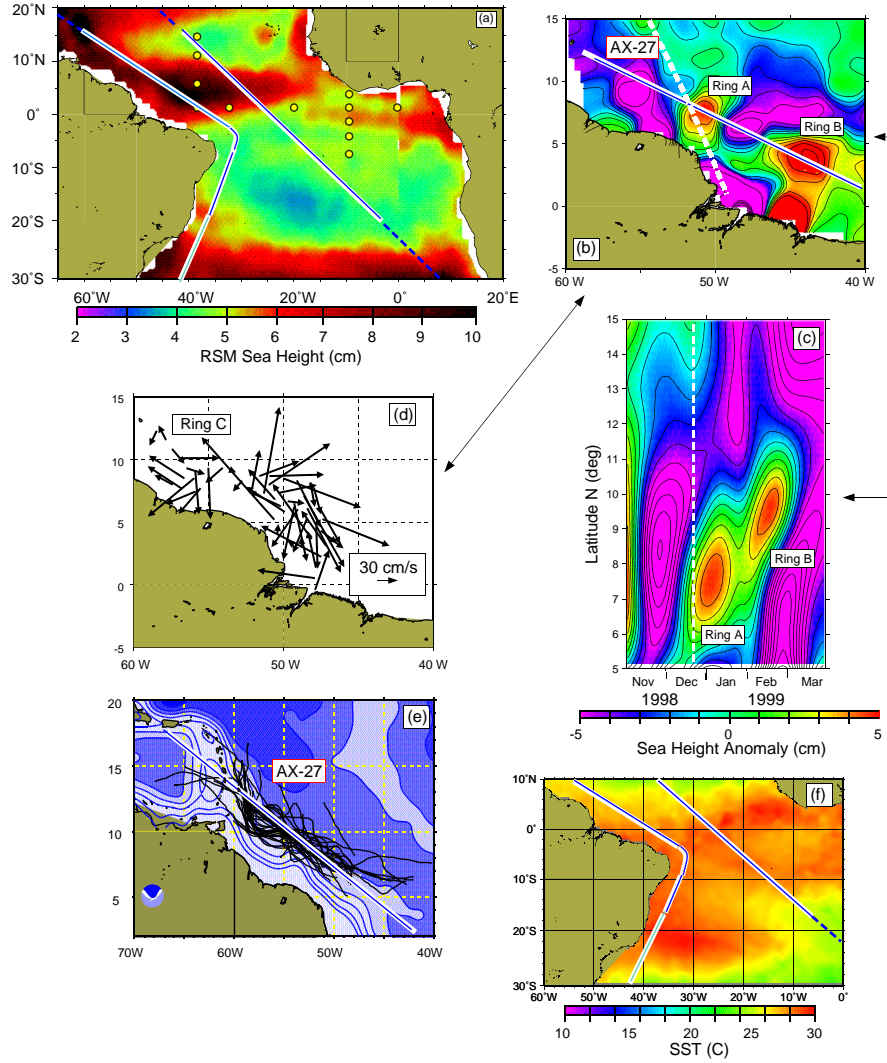 (a)
20˚N
10˚N
0˚
10˚S
20˚S
30˚S
60˚W
40˚W
20˚W
0˚
20˚E
2
3
4
5
6
7
8
9
10
RSM Sea Height (cm)
(b)
AX-27
Ring A
Ring B
15
10
5
0
-5
60 W
50 W
40 W
(c)
15
14
13
12
11
10
9
8
7
6
5
Latitude N (deg)
Ring B
Ring A
Nov
Dec
Jan
Feb
Mar
1998
1999
-5
0
5
Sea Height Anomaly (cm)
(d)
Ring C
30 cm/s
15
10
5
0
-5
60 W
50 W
40 W
(e)
AX-27
20
15
10
5
70W
60W
50W
40W
(f)
10˚N
0˚
10˚S
20˚S
30˚S
60˚W
50˚W
40˚W
30˚W
20˚W
10˚W
0˚
10
15
20
25
30
SST (C)